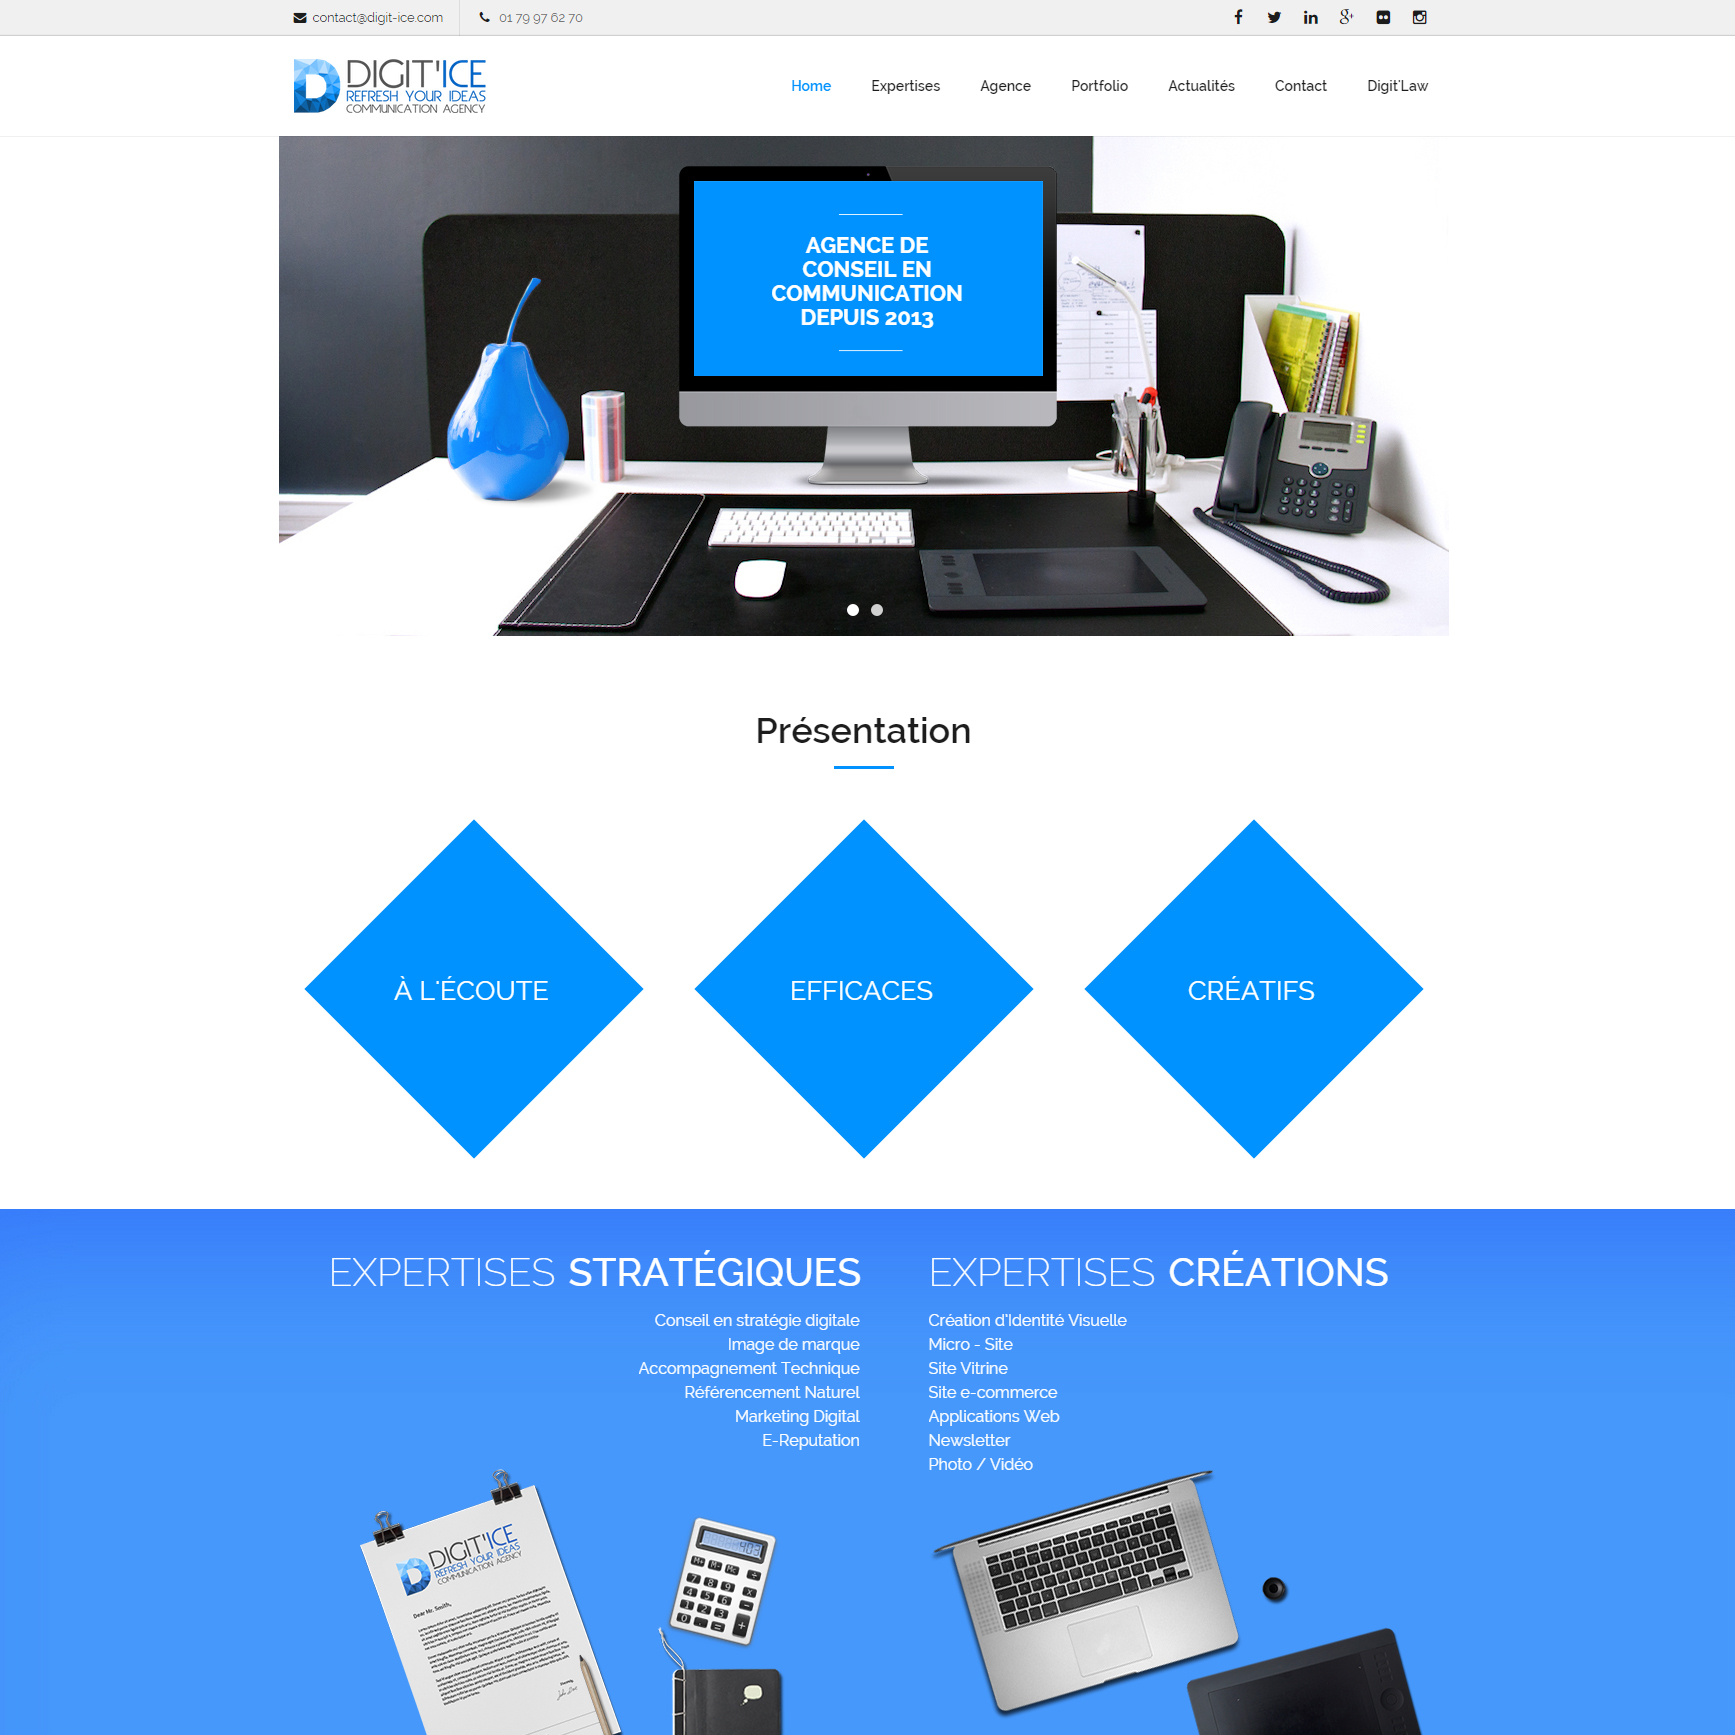 contact@digit-ice.com
01 79 97 62 70
DIGIT'ICE
REFRESH YOUR IDEAS
COMMUNICATION AGENCY
Home
Expertises
Agence
Portfolio
Actualités
Contact
Digit'Law
AGENCE DE
CONSEIL EN
COMMUNICATION
DEPUIS 2013
Présentation
À L'ÉCOUTE
EFFICACES
CRÉATIFS
EXPERTISES STRATÉGIQUES
Conseil en stratégie digitale
Image de marque
Accompagnement Technique
Référencement Naturel
Marketing Digital
E-Reputation
EXPERTISES CRÉATIONS
Création d'Identité Visuelle
Micro - Site
Site Vitrine
Site e-commerce
Applications Web
Newsletter
Photo / Vidéo
DIGIT'ICE
REFRESH YOUR IDEAS
COMMUNICATION AGENCY
Dear Mr. Smith,
403